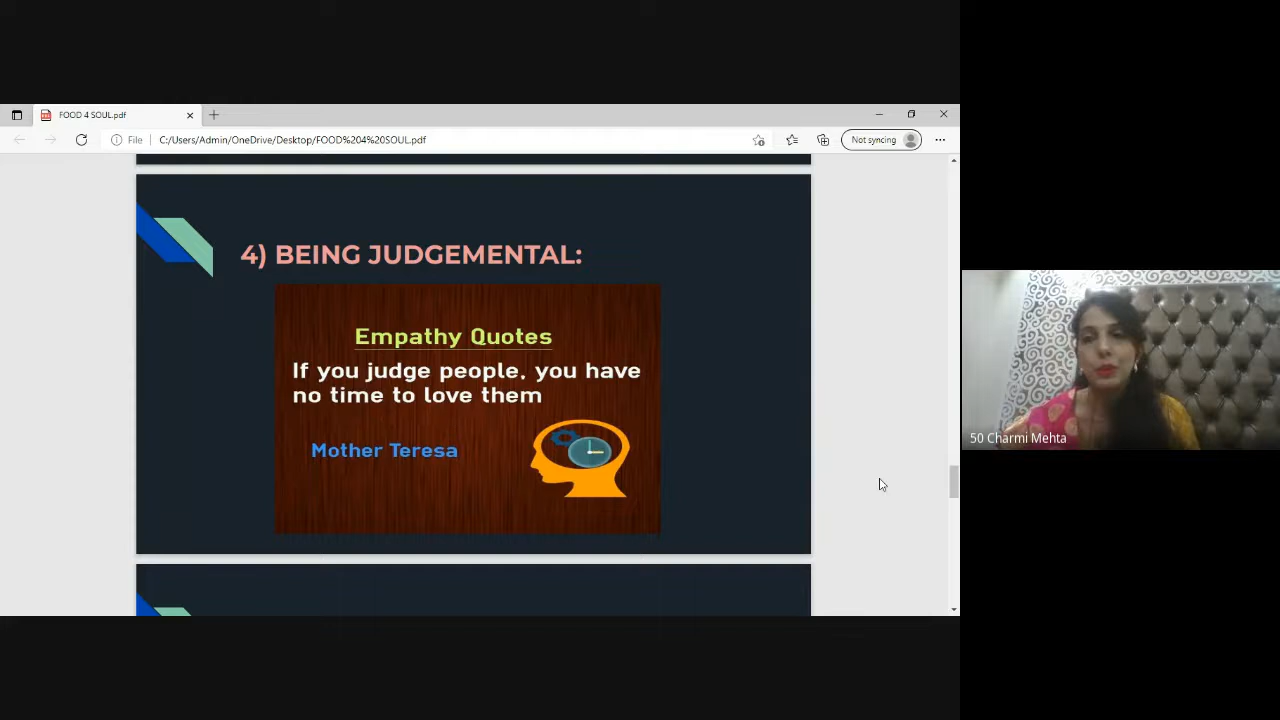 FOOD 4 SOUL.pdf
File
C:/Users/Admin/OneDrive/Desktop/FOOD%204%20SOUL.pdf
Not syncing
4) BEING JUDGEMENTAL:
Empathy Quotes
If you judge people, you have
no time to love them
Mother Teresa
50 Charmi Mehta